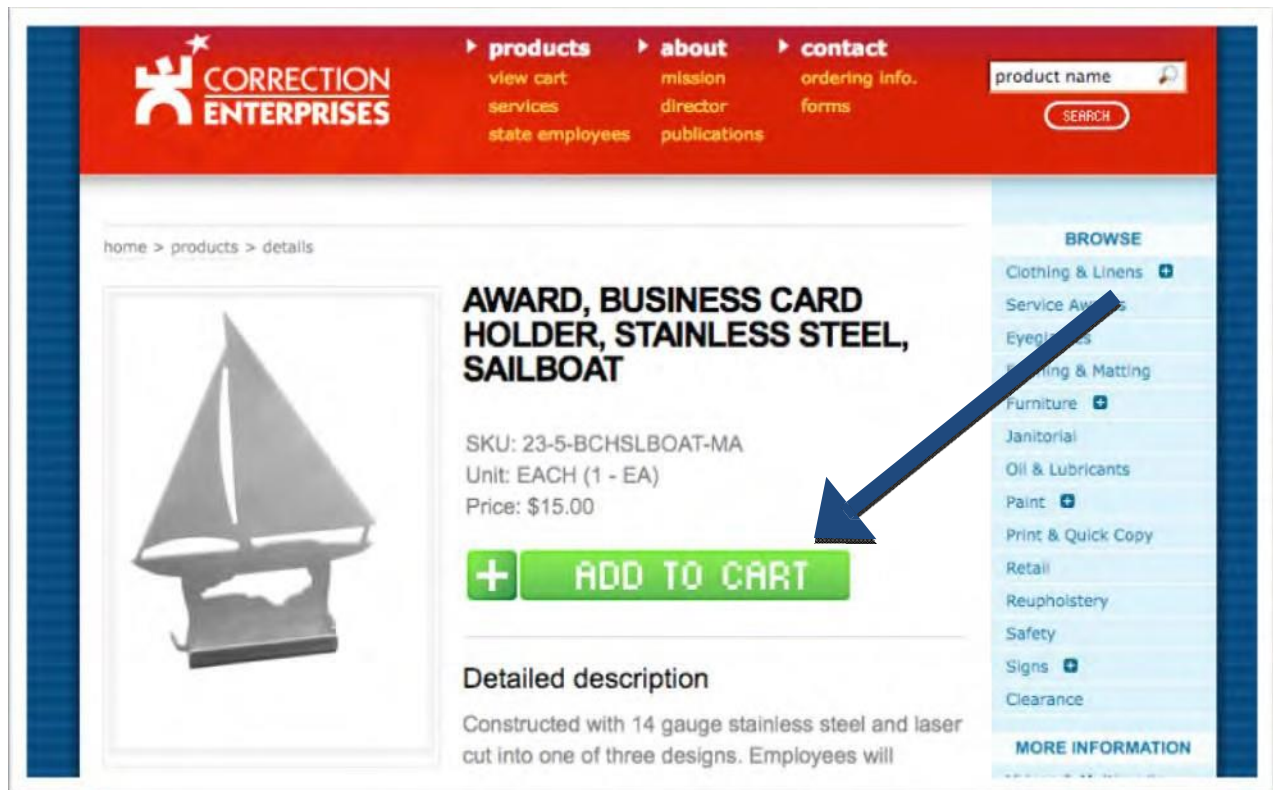 CORRECTION
ENTERPRISES
products
view cart
services
state employees
about
mission
director
publications
contact
ordering info.
forms
product name
SEARCH
home > products > details
AWARD, BUSINESS CARD
HOLDER, STAINLESS STEEL,
SAILBOAT
SKU: 23-5-BCHSLBOAT-MA
Unit: EACH (1 - EA)
Price: $15.00
+ ADD TO CART
Detailed description
Constructed with 14 gauge stainless steel and laser
cut into one of three designs. Employees will
BROWSE
Clothing & Linens
Service
& Matting
Furniture
Janitorial
Oil & Lubricants
Paint
Print & Quick Copy
Retail
Reupholstery
Safety
Signs
Clearance
MORE INFORMATION